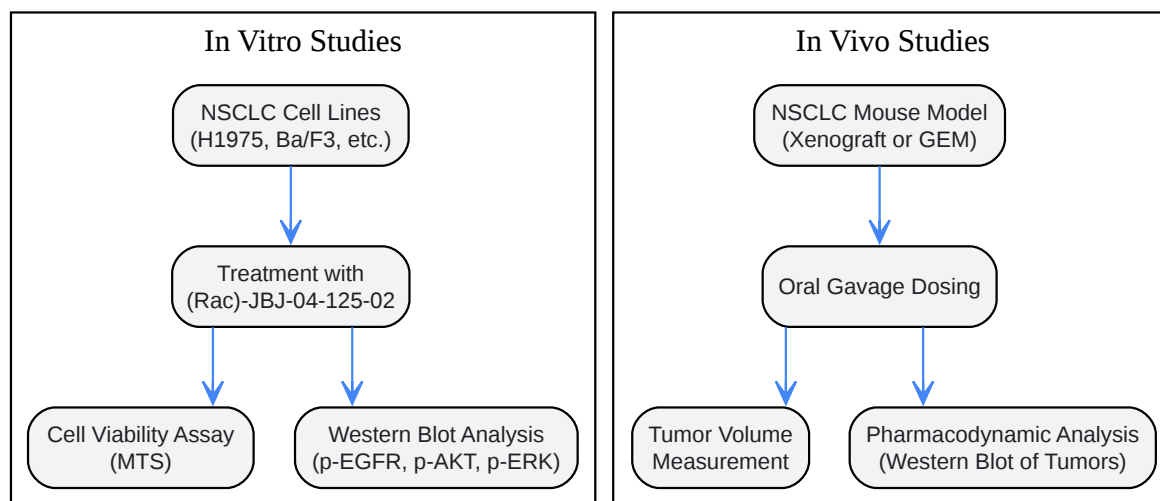 In Vitro Studies
NSCLC Cell Lines
(H1975, Ba/F3, etc.)
Treatment with
(Rac)-JBJ-04-125-02
Cell Viability Assay
(MTS)
Western Blot Analysis
(p-EGFR, p-AKT, p-ERK)
In Vivo Studies
NSCLC Mouse Model
(Xenograft or GEM)
Oral Gavage Dosing
Tumor Volume
Measurement
Pharmacodynamic Analysis
(Western Blot of Tumors)